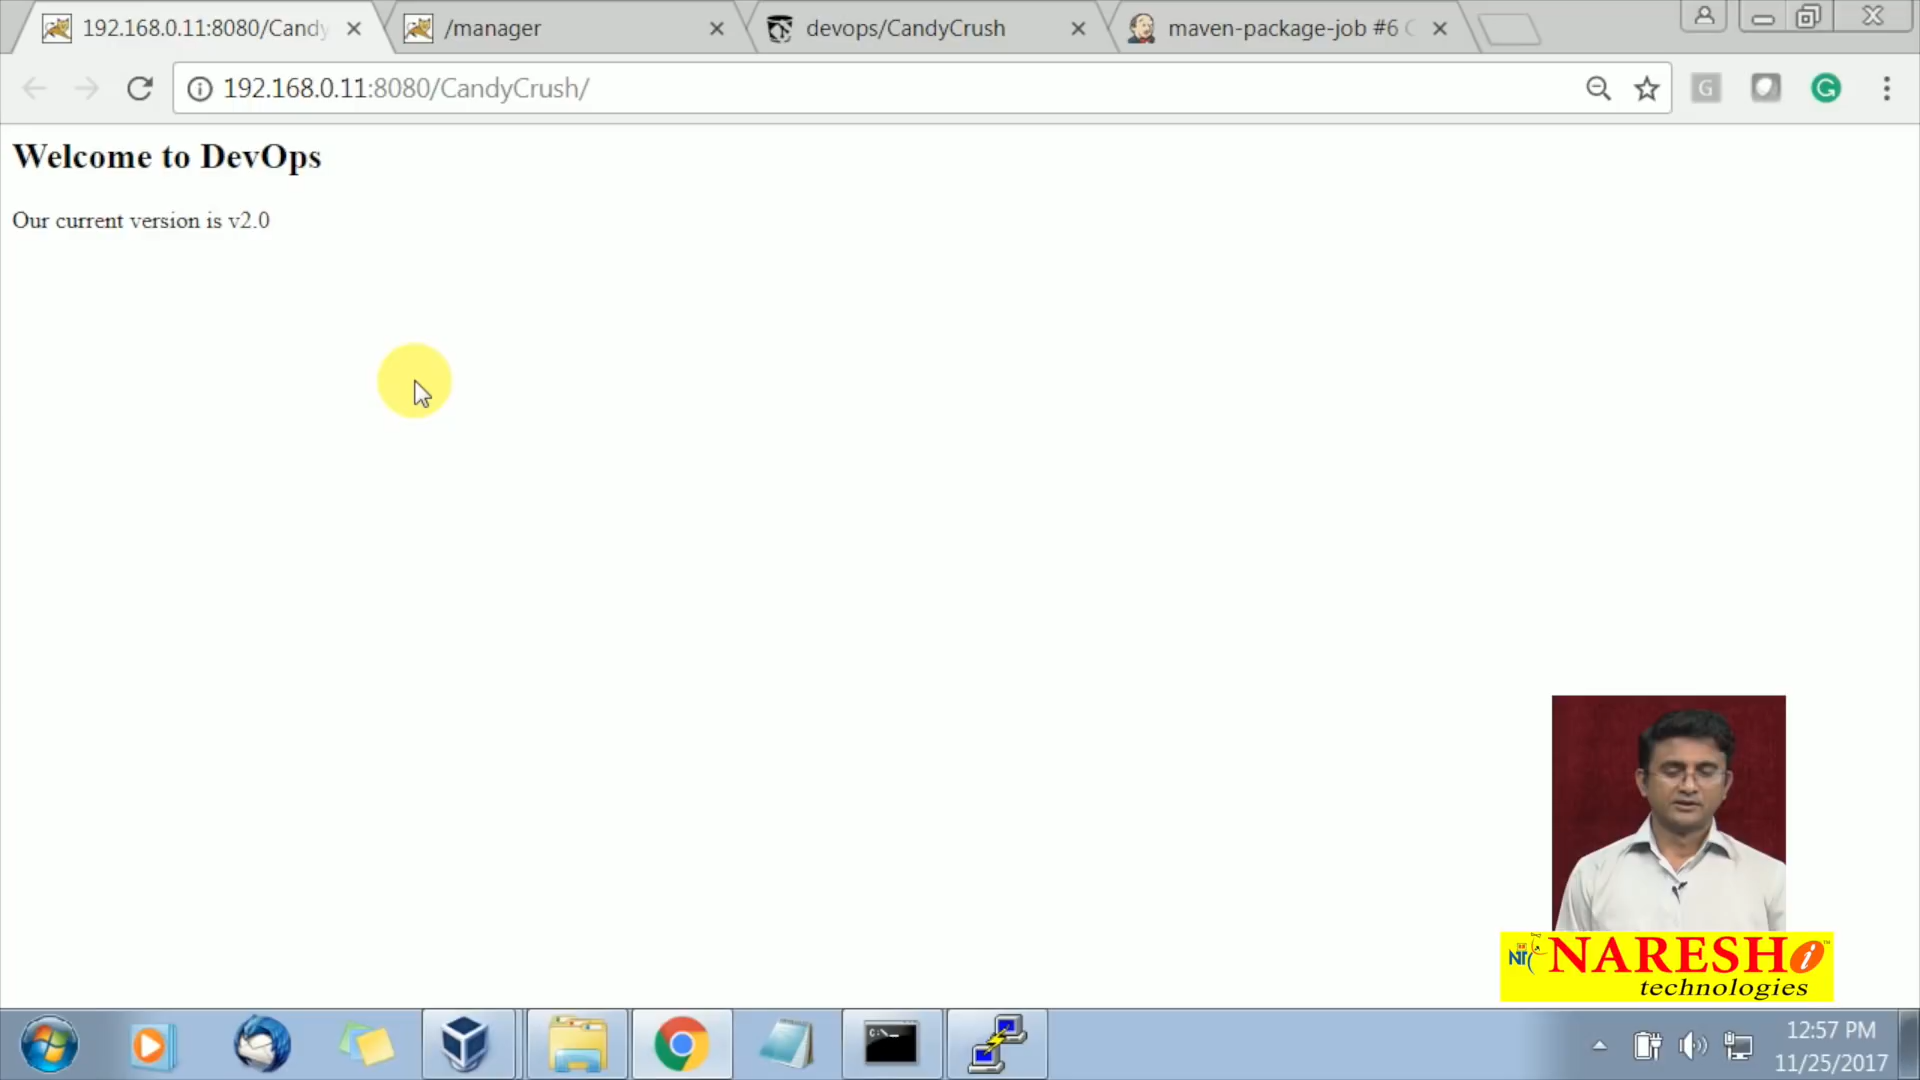 192.168.0.11:8080/Candy
/manager
devops/CandyCrush
maven-package-job #6
192.168.0.11:8080/CandyCrush/
G
Welcome to DevOps
Our current version is v2.0
NARESHi
technologies
C:\_
12:57 PM
11/25/2017